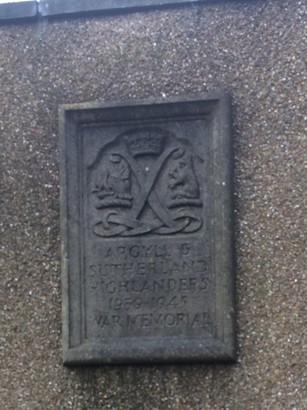 ARGYLL &
SUTHERLAND
HIGHLANDERS
1939-1945
WAR MEMORIAL